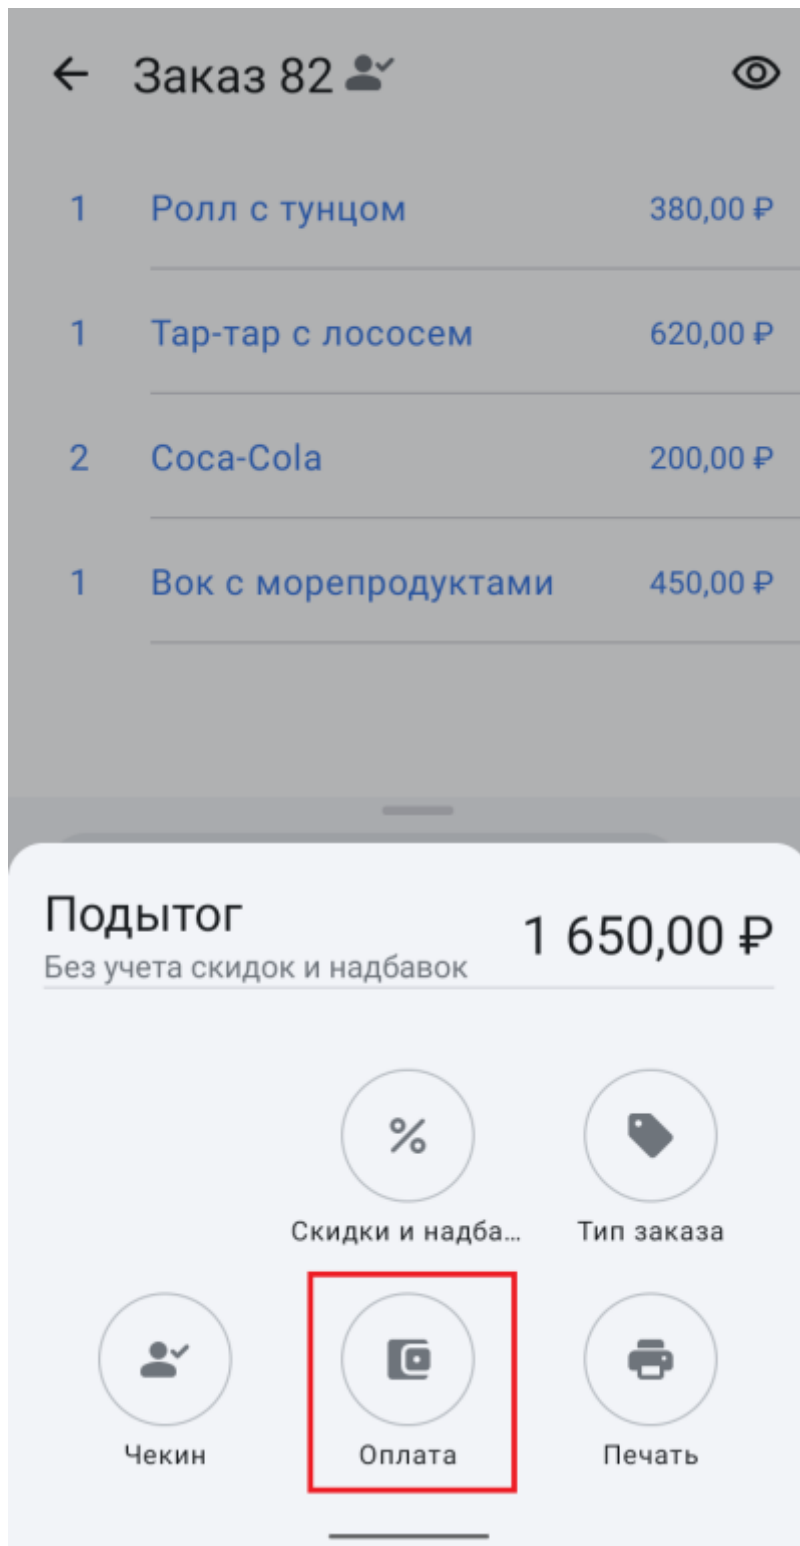 Заказ 82
1 Ролл с тунцом 380,00 ₽
1 Тар-тар с лососем 620,00 ₽
2 Coca-Cola 200,00 ₽
1 Вок с морепродуктами 450,00 ₽
Подытог 1 650,00 ₽
Без учета скидок и надбавок
%
Скидки и надба... Тип заказа
Чекин Оплата Печать